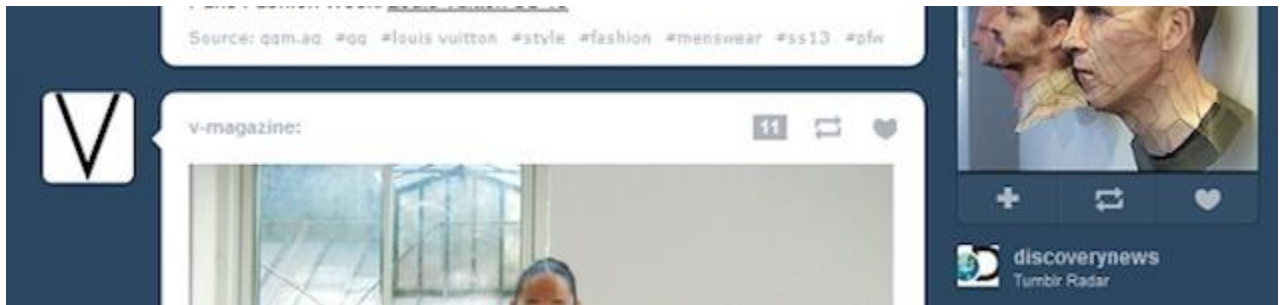 Source: gqm.ag #gq #louis vuitton #style #fashion #menswear #ss13 #pfw
V
v-magazine:
11
discoverynews
Tumblr Radar